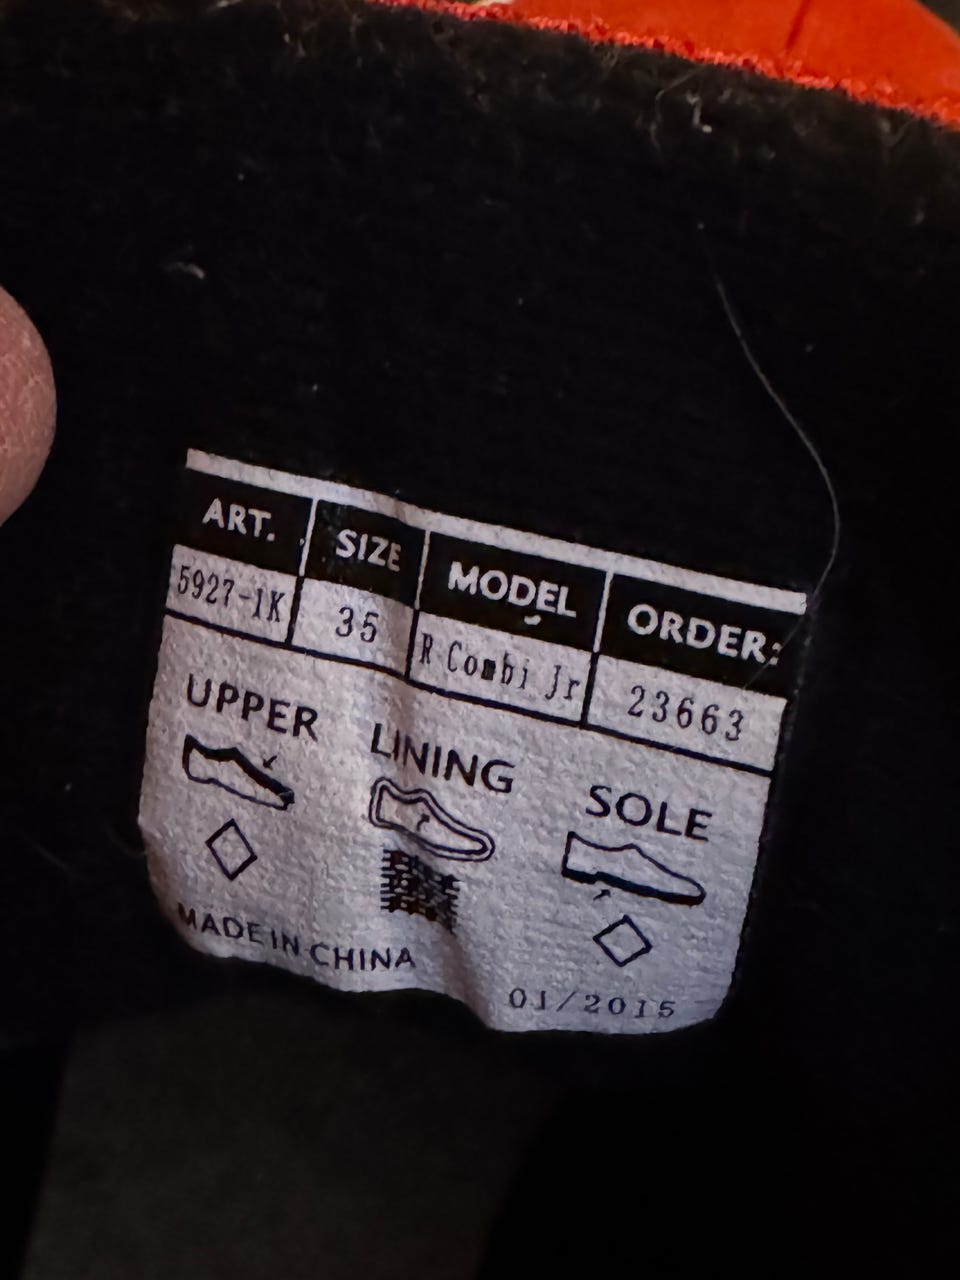 ART. SIZE MODEL ORDER:
5927-1K 35 R Combi Jr 23663
UPPER LINING SOLE
MADE IN CHINA
01/2015